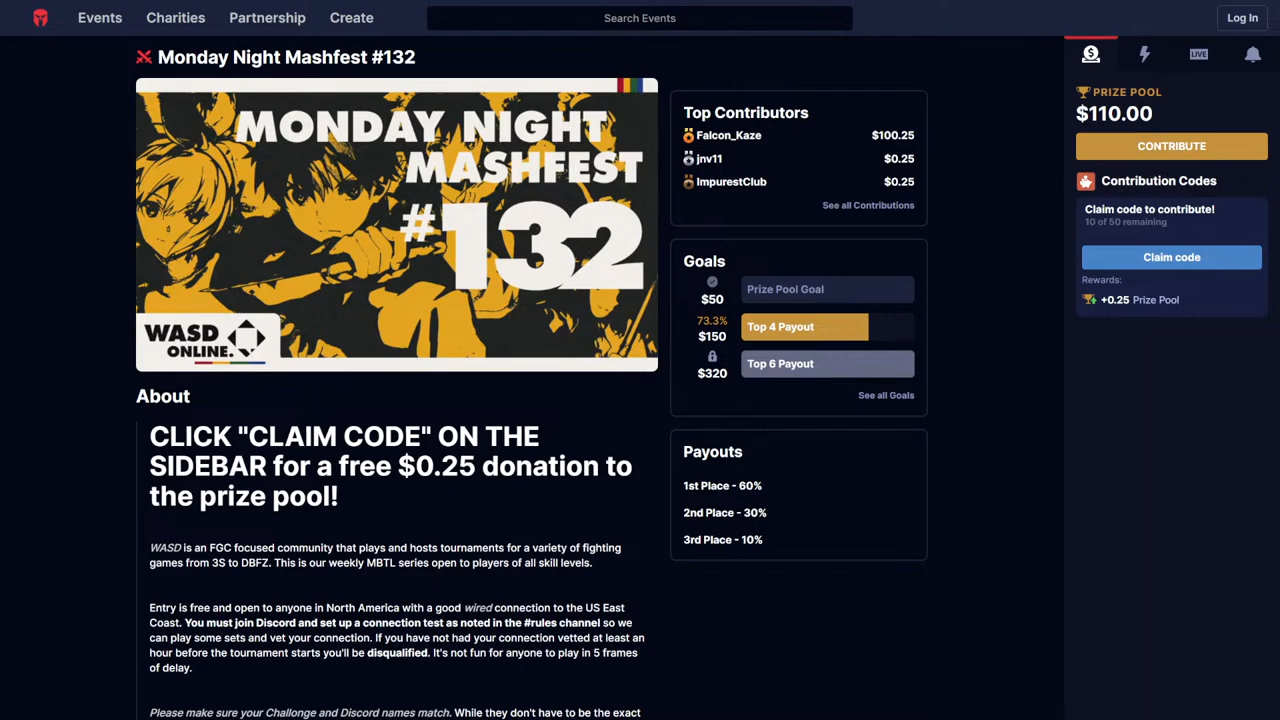 Events
Charities
Partnership
Create
Search Events
Log In
Monday Night Mashfest #132
MONDAY NIGHT
MASHFEST
#132
WASD
ONLINE.
About
CLICK "CLAIM CODE" ON THE
SIDEBAR for a free $0.25 donation to
the prize pool!
WASD is an FGC focused community that plays and hosts tournaments for a variety of fighting
games from 3S to DBFZ. This is our weekly MBTL series open to players of all skill levels.
Entry is free and open to anyone in North America with a good wired connection to the US East
Coast. You must join Discord and set up a connection test as noted in the #rules channel so we
can play some sets and vet your connection. If you have not had your connection vetted at least an
hour before the tournament starts you'll be disqualified. It's not fun for anyone to play in 5 frames
of delay.
Please make sure your Challonge and Discord names match. While they don't have to be the exact
Top Contributors
Falcon_Kaze $100.25
jnv11 $0.25
ImpurestClub $0.25
See all Contributions
Goals
$50 Prize Pool Goal
73.3%
$150 Top 4 Payout
$320 Top 6 Payout
See all Goals
Payouts
1st Place - 60%
2nd Place - 30%
3rd Place - 10%
LIVE
PRIZE POOL
$110.00
CONTRIBUTE
Contribution Codes
Claim code to contribute!
10 of 50 remaining
Claim code
Rewards:
+0.25 Prize Pool